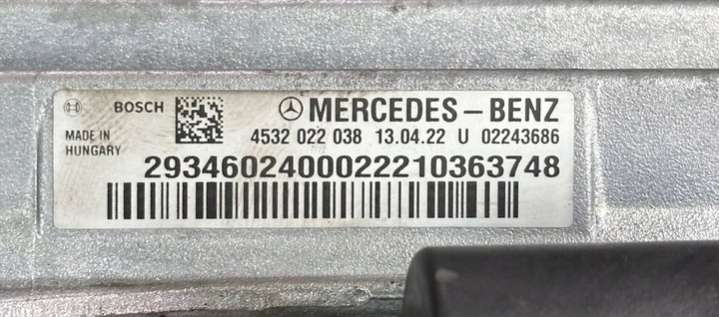 BOSCH MERCEDES-BENZ
MADE IN HUNGARY
4532 022 038 13.04.22 U 02243686
29346024000222210363748